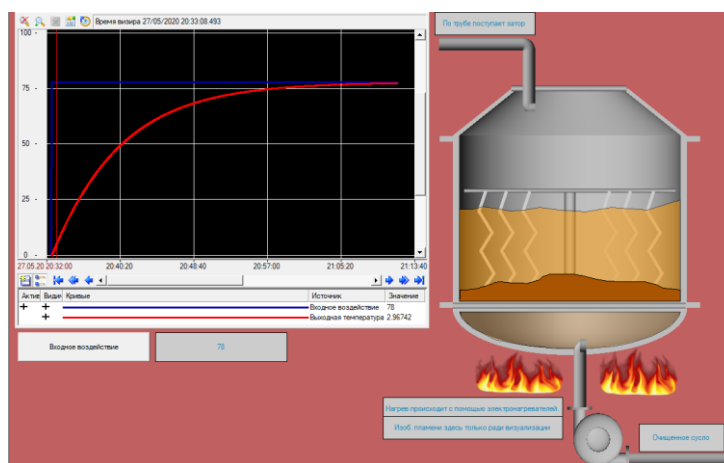 Время визира 27/05/2020 20:33:08.493
100 -
75 -
50 -
25 -
0 -
27.05.20 20:32:00 20:40:20 20:48:40 20:57:00 21:05:20 21:13:40
Актив Види Кривые Источник Значение
Входное воздействие 78
Выходная температура 2.96742
Входное воздействие 78
По трубе поступает затор
Нагрев происходит с помощью электронагревателей.
Изоб. пламени здесь только ради визуализации
Очищенное сусло